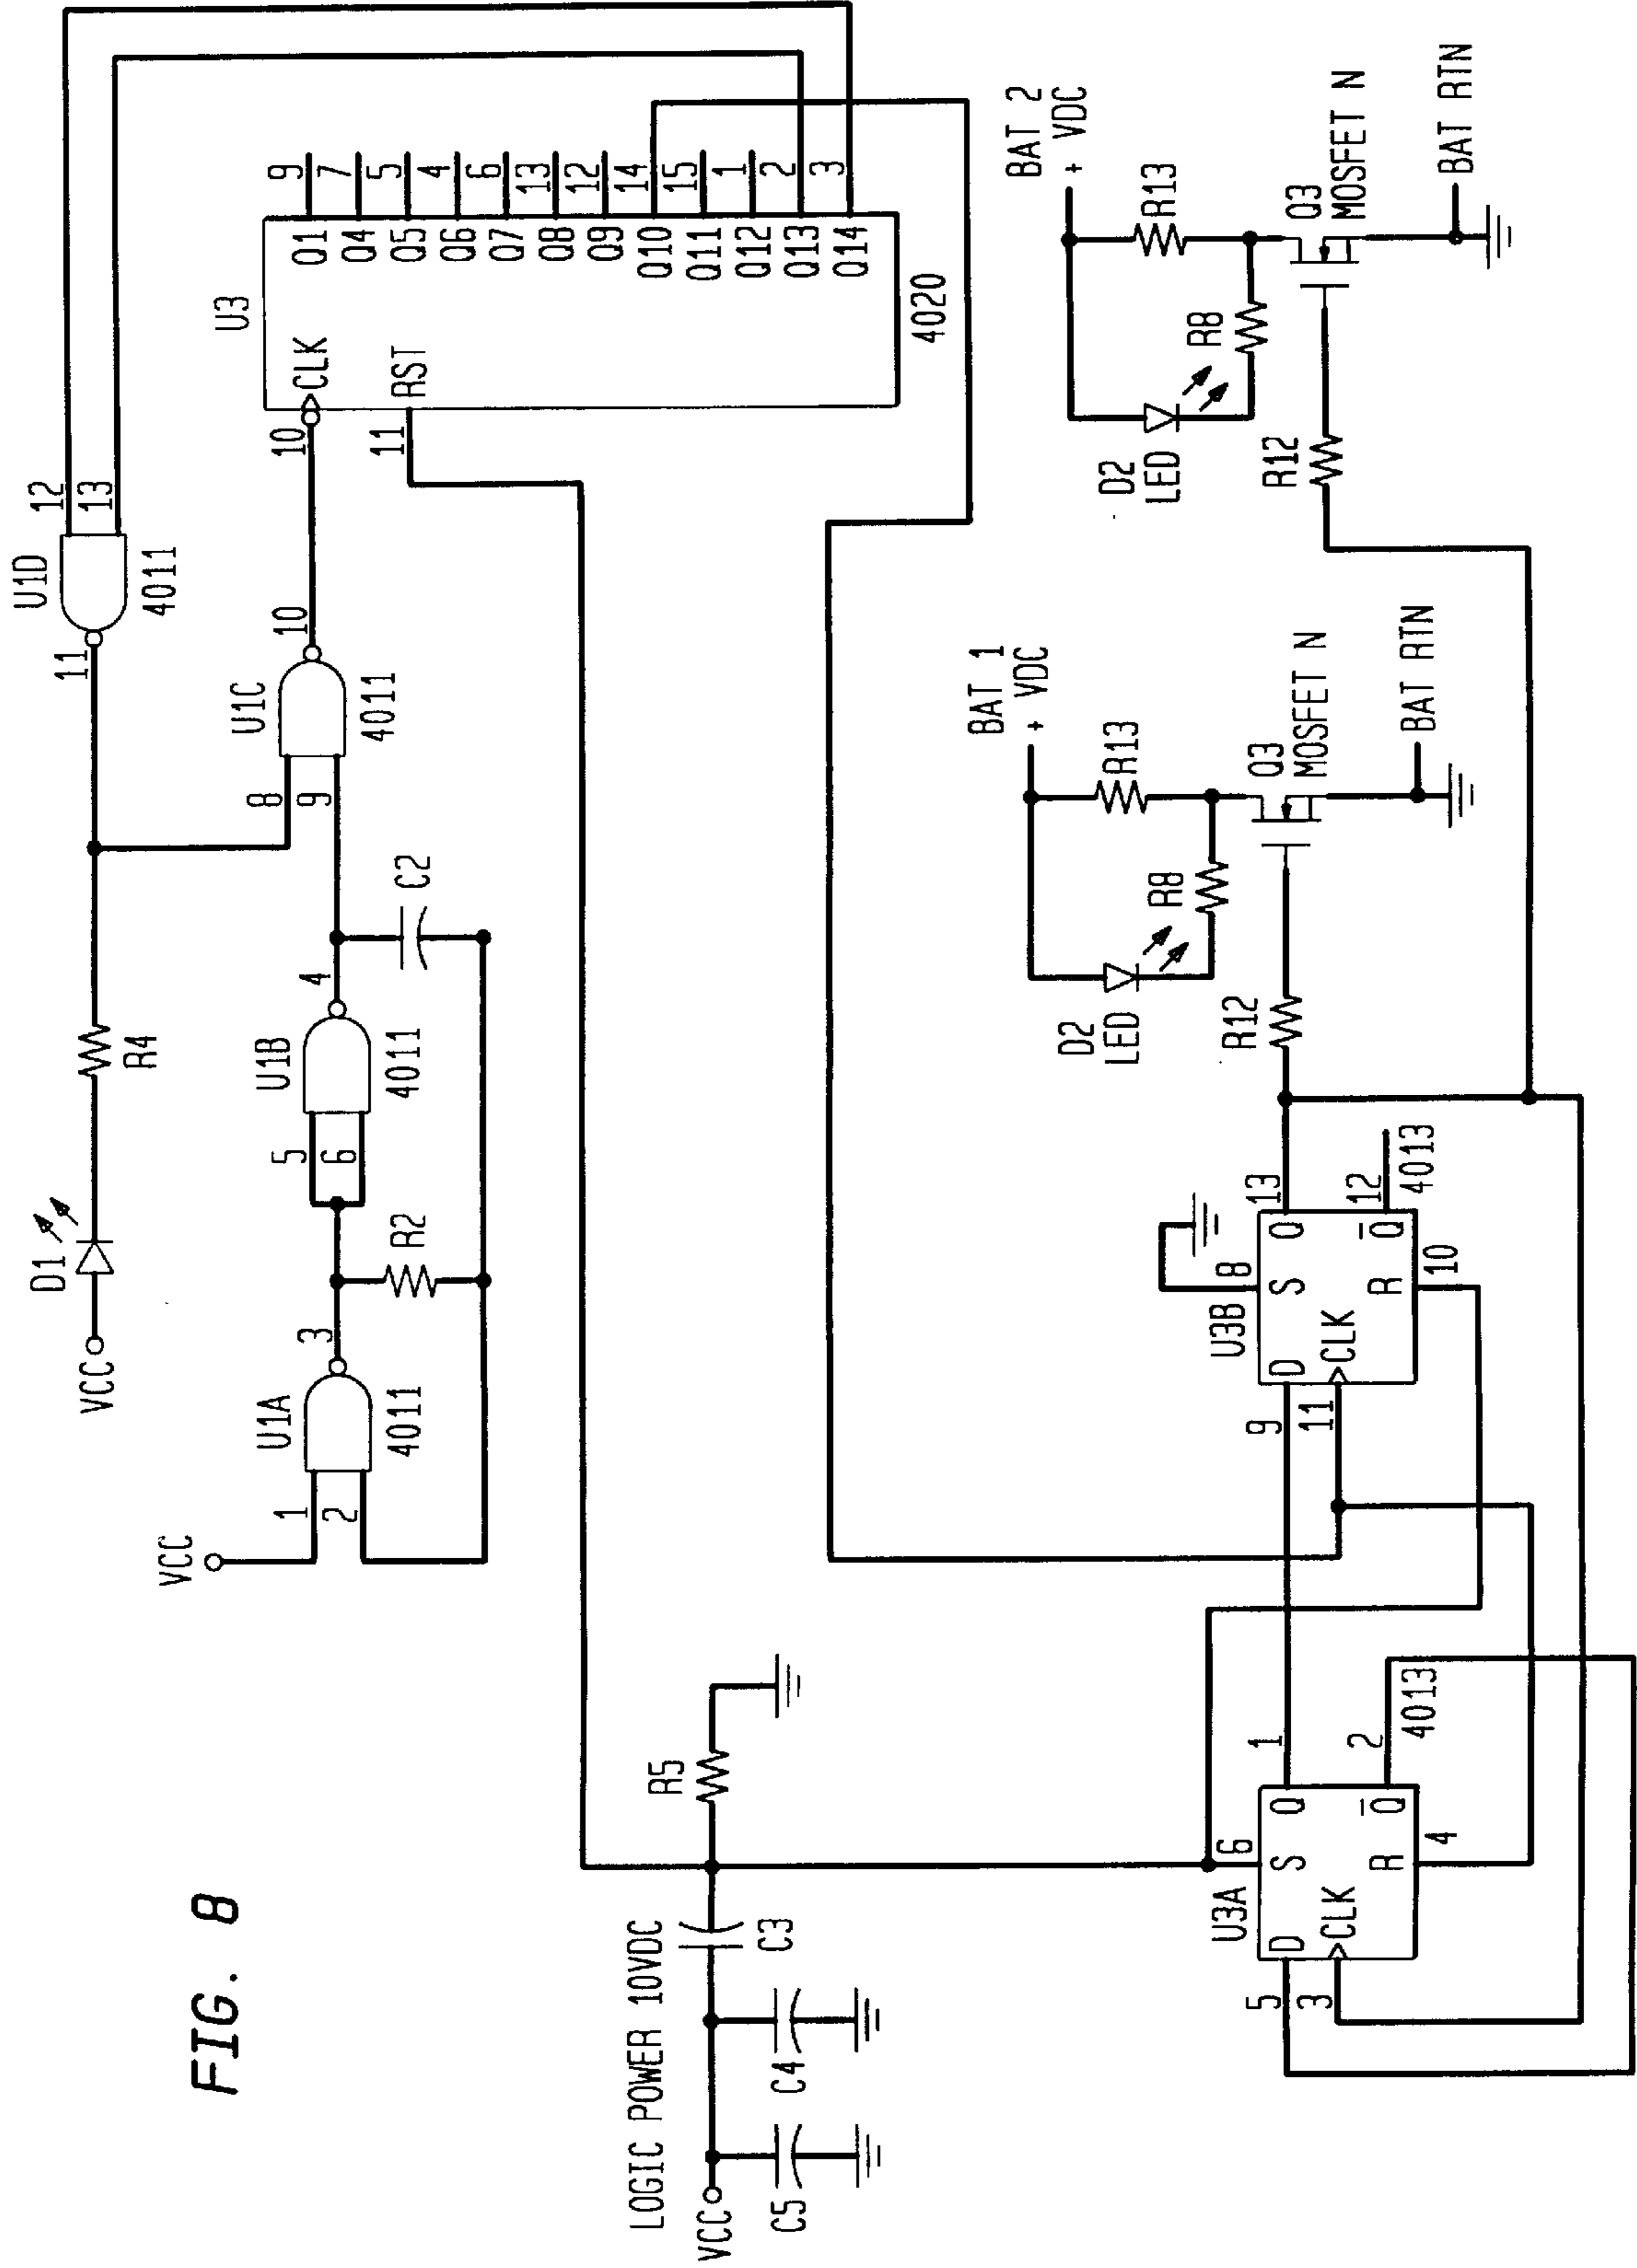 FIG. 8
VCC
D1
R4
11
U1D
12
13
4011
VCC
1
2
U1A
3
4011
R2
5
6
U1B
4
4011
C2
8
9
U1C
10
4011
10
11
U3
CLK
RST
Q1
Q4
Q5
Q6
Q7
Q8
Q9
Q10
Q11
Q12
Q13
Q14
9
7
5
4
6
13
12
14
15
1
2
3
4020
LOGIC POWER 10VDC
VCC
C5
C4
C3
R5
U3A
6
5
3
D
S
Q
CLK
R
Q
1
2
4
4013
U3B
8
9
11
D
S
Q
CLK
R
Q
13
12
10
4013
BAT 1
+ VDC
D2
LED
R8
R13
R12
Q3
MOSFET N
BAT RTN
BAT 2
+ VDC
D2
LED
R8
R13
R12
Q3
MOSFET N
BAT RTN